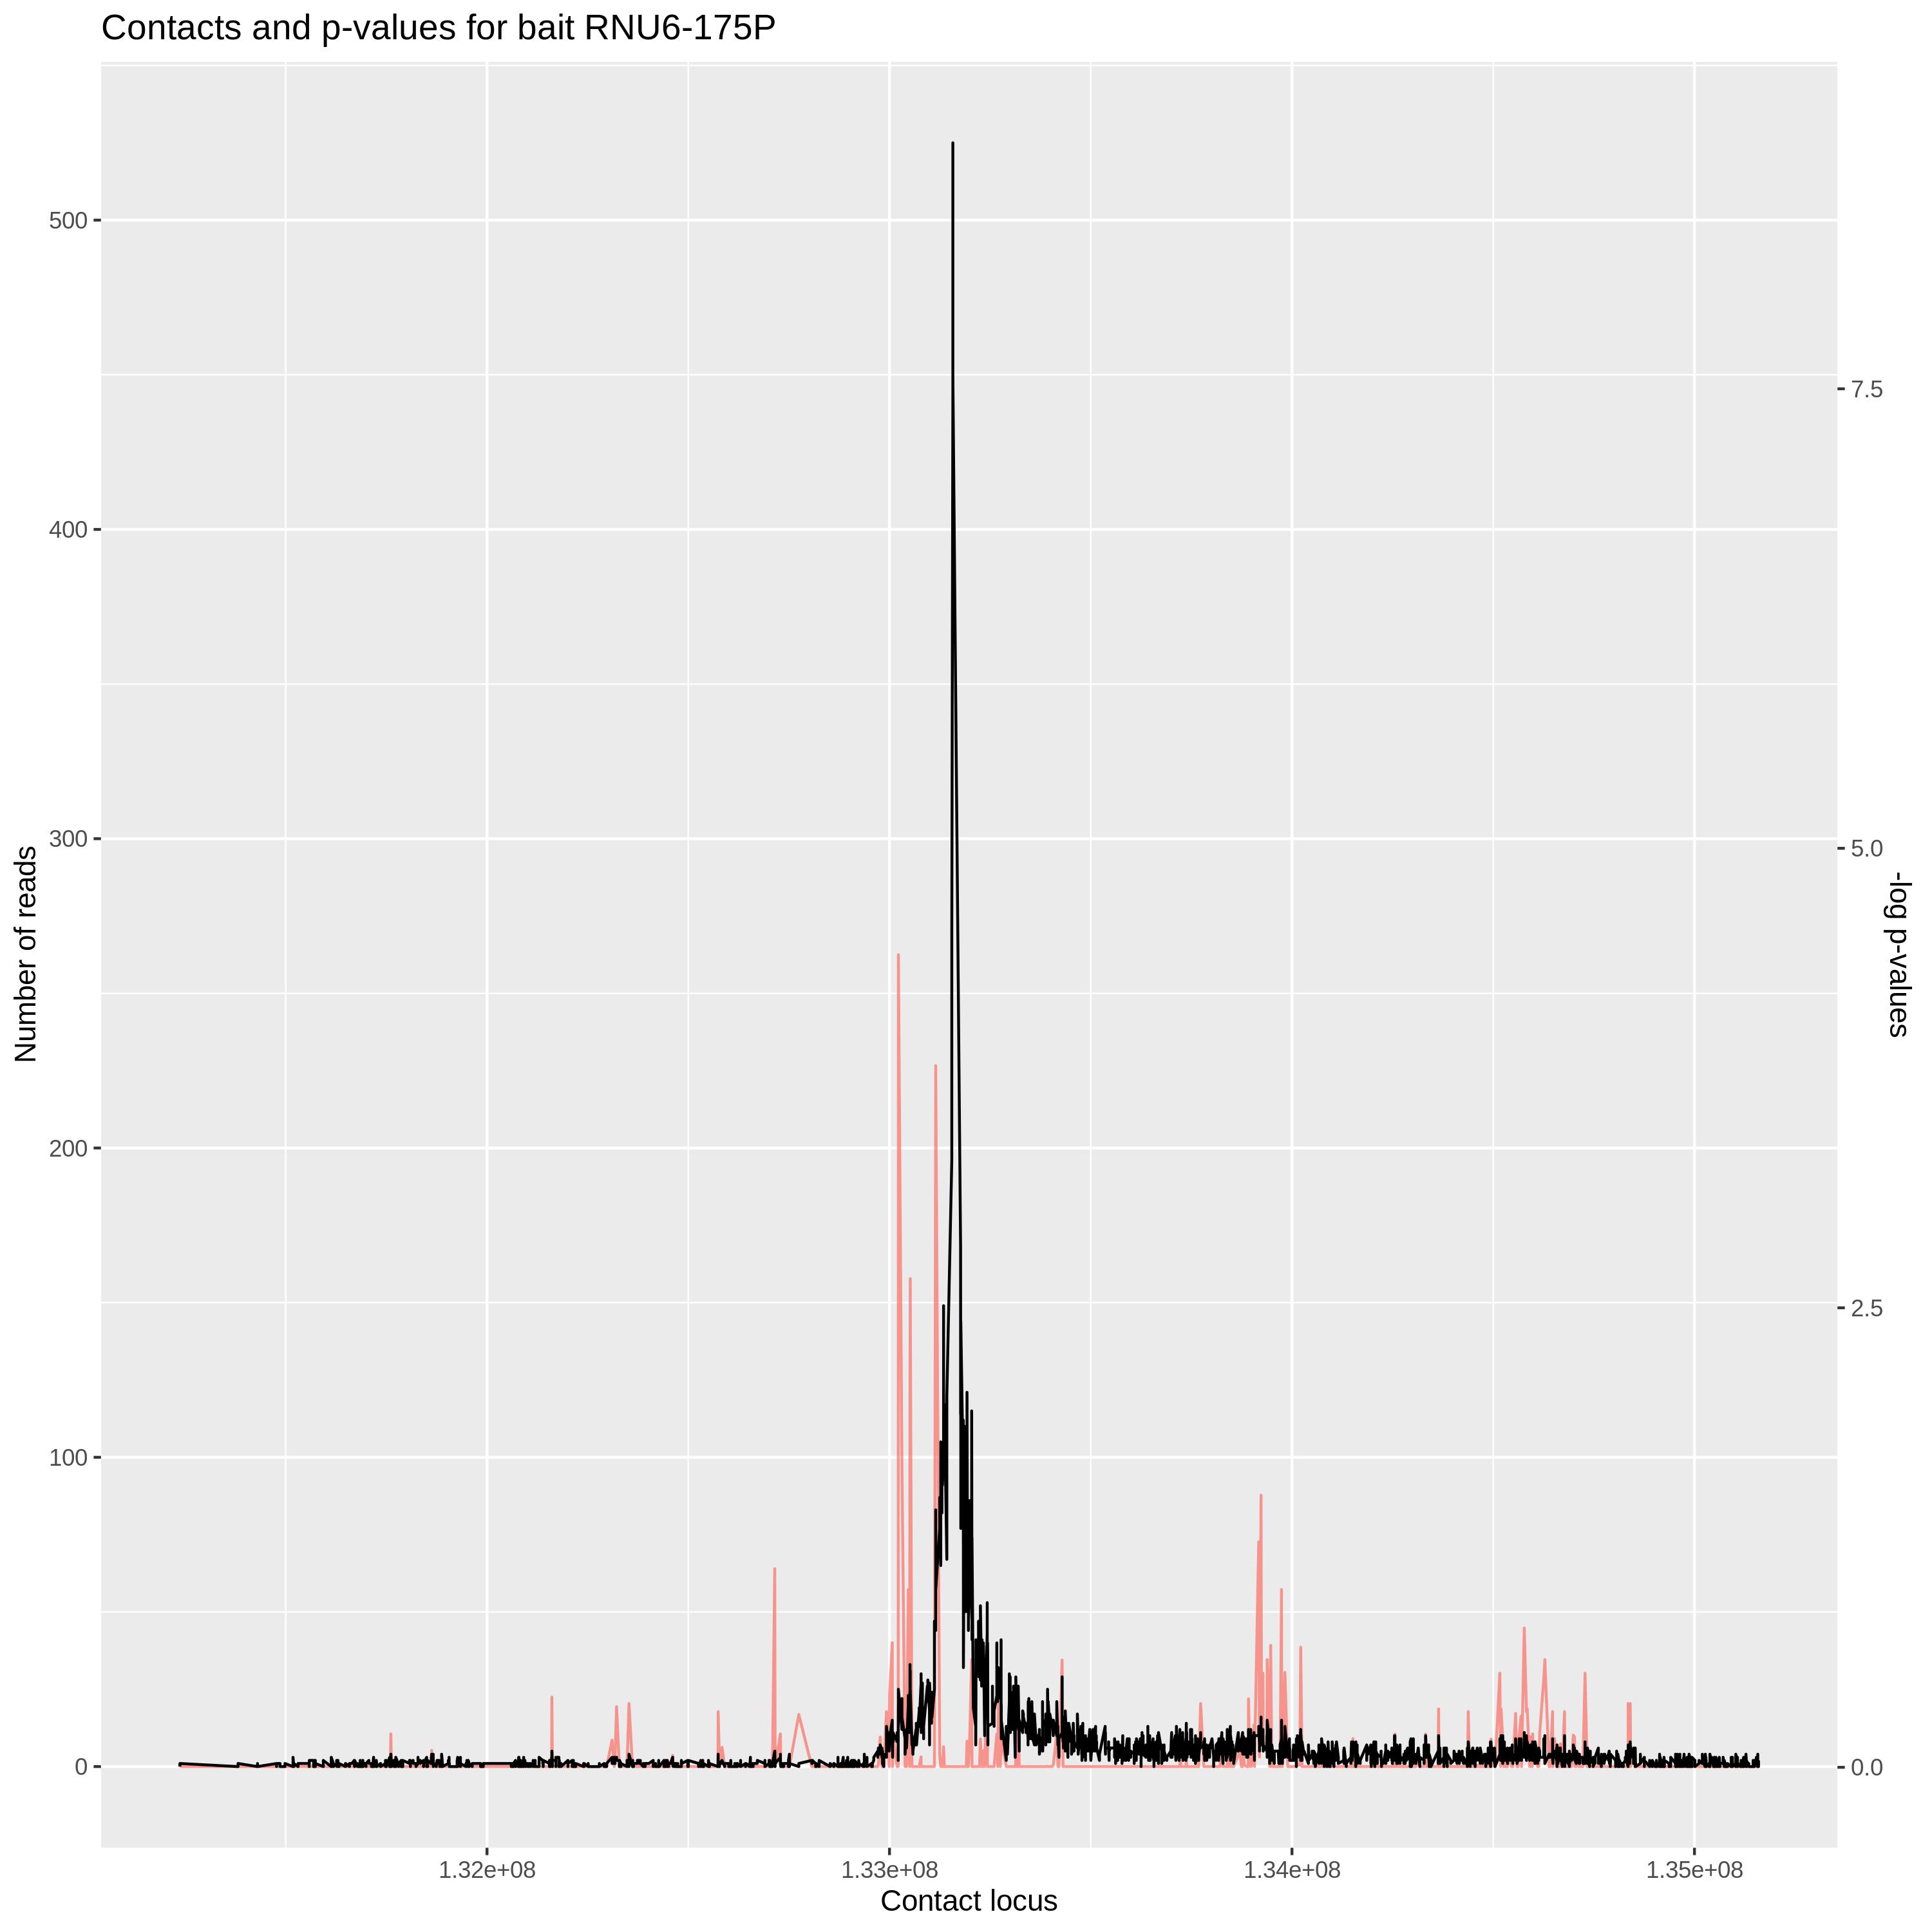 Contacts and p-values for bait RNU6-175P
500
400
300
200
100
0
Number of reads
7.5
5.0
2.5
0.0
-log p-values
1.32e+08
1.33e+08
1.34e+08
1.35e+08
Contact locus